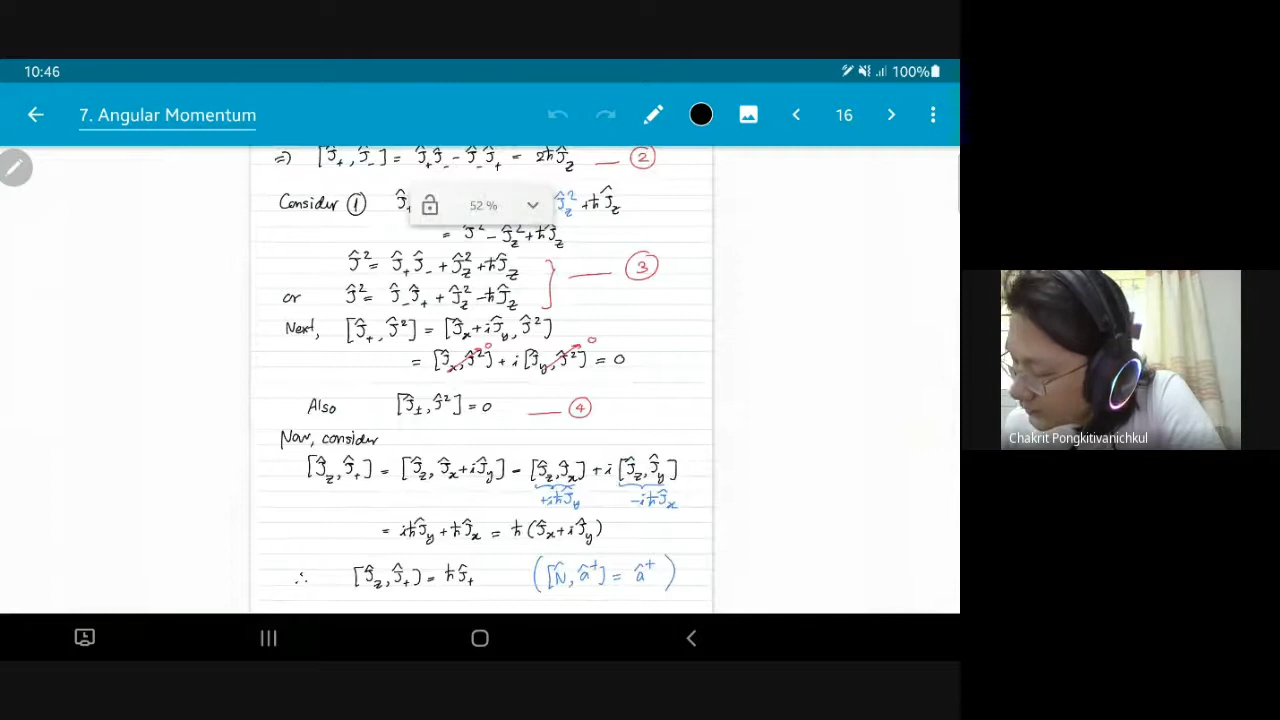 10:46 100%
← 7. Angular Momentum 16
⇒ [Ĵ₊, Ĵ₋] = Ĵ₊Ĵ₋ − Ĵ₋Ĵ₊ = 2ħĴz —— ②
Consider ① Ĵ₊ Ĵz² + ħĴz
52 %
= Ĵ² − Ĵz² + ħĴz
Ĵ² = Ĵ₊Ĵ₋ + Ĵz² + ħĴz
—— ③
or Ĵ² = Ĵ₋Ĵ₊ + Ĵz² − ħĴz
Next, [Ĵ₊, Ĵ²] = [Ĵx + iĴy, Ĵ²]
= [Ĵx, Ĵ²]⁰ + i[Ĵy, Ĵ²]⁰ = 0
Also [Ĵ±, Ĵ²] = 0 —— ④
Now, consider
[Ĵz, Ĵ₊] = [Ĵz, Ĵx + iĴy] = [Ĵz, Ĵx] + i[Ĵz, Ĵy]
+iħĴy −iħĴx
= iħĴy + ħĴx = ħ(Ĵx + iĴy)
∴ [Ĵz, Ĵ₊] = ħĴ₊ ([N̂, â⁺] = â⁺)
Chakrit Pongkitivanichkul